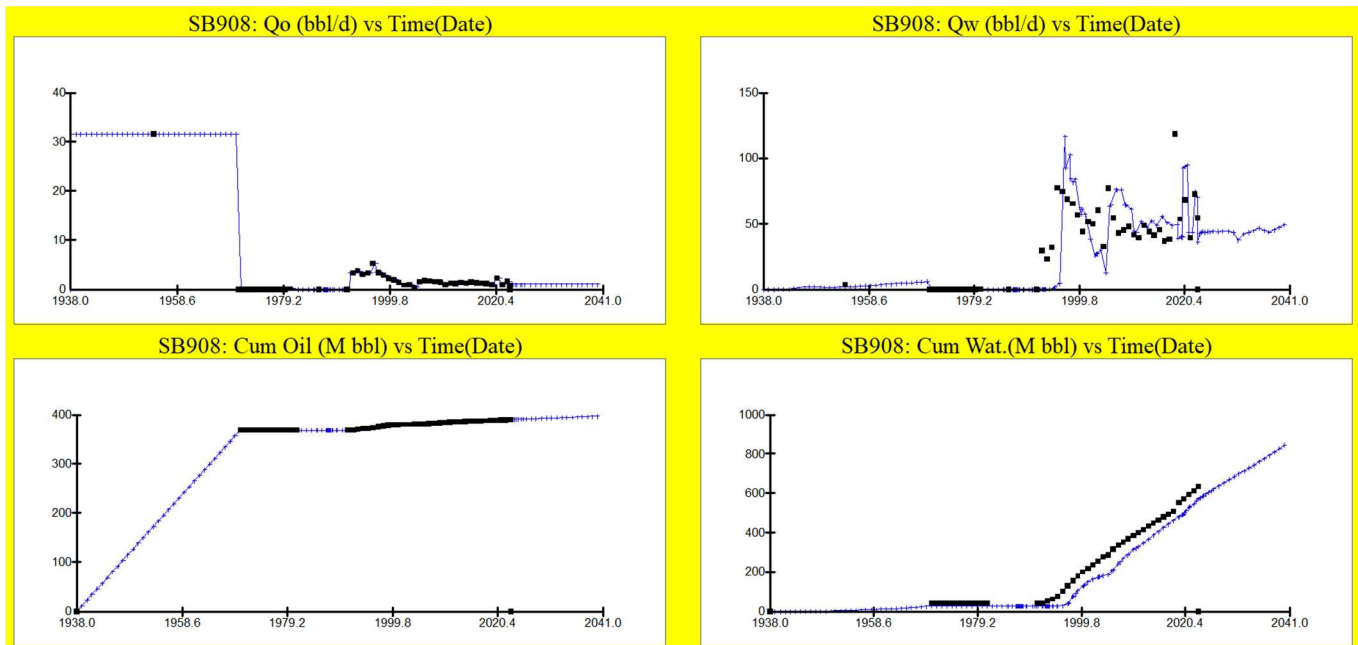 SB908: Qo (bbl/d) vs Time(Date)
40
30
20
10
0
1938.0 1958.6 1979.2 1999.8 2020.4 2041.0
SB908: Qw (bbl/d) vs Time(Date)
150
100
50
0
1938.0 1958.6 1979.2 1999.8 2020.4 2041.0
SB908: Cum Oil (M bbl) vs Time(Date)
400
300
200
100
0
1938.0 1958.6 1979.2 1999.8 2020.4 2041.0
SB908: Cum Wat.(M bbl) vs Time(Date)
1000
800
600
400
200
0
1938.0 1958.6 1979.2 1999.8 2020.4 2041.0